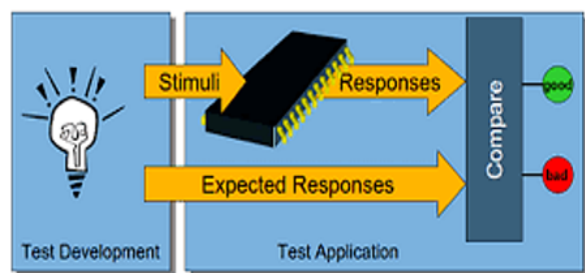 Stimuli
Responses
good
Compare
Expected Responses
bad
Test Development
Test Application